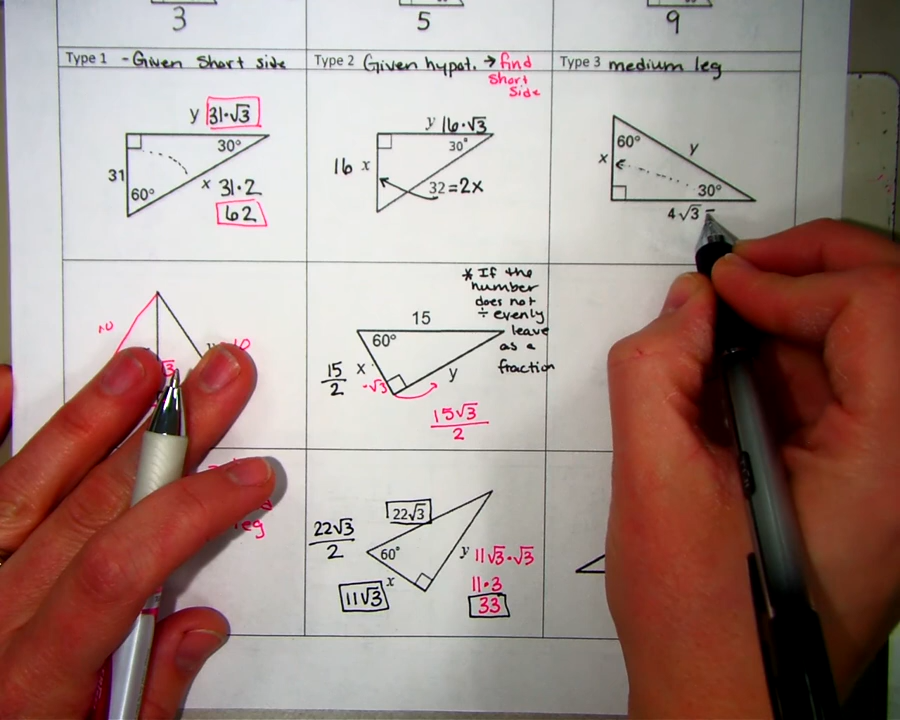 3
5
9
Type 1 - Given short side
Type 2 Given hypot. → find
short
side
Type 3 medium leg
y 31·√3
30°
31
60°
x 31·2
62
y 16·√3
30°
16 x
32 = 2x
60°
y
x
30°
4√3
10
10
15
60°
15/2 x
·√3
y
15√3/2
* If the
number
does not
÷ evenly
leave
as a
fraction
leg
22√3/2
22√3
60°
x
11√3
y 11√3·√3
11·3
33